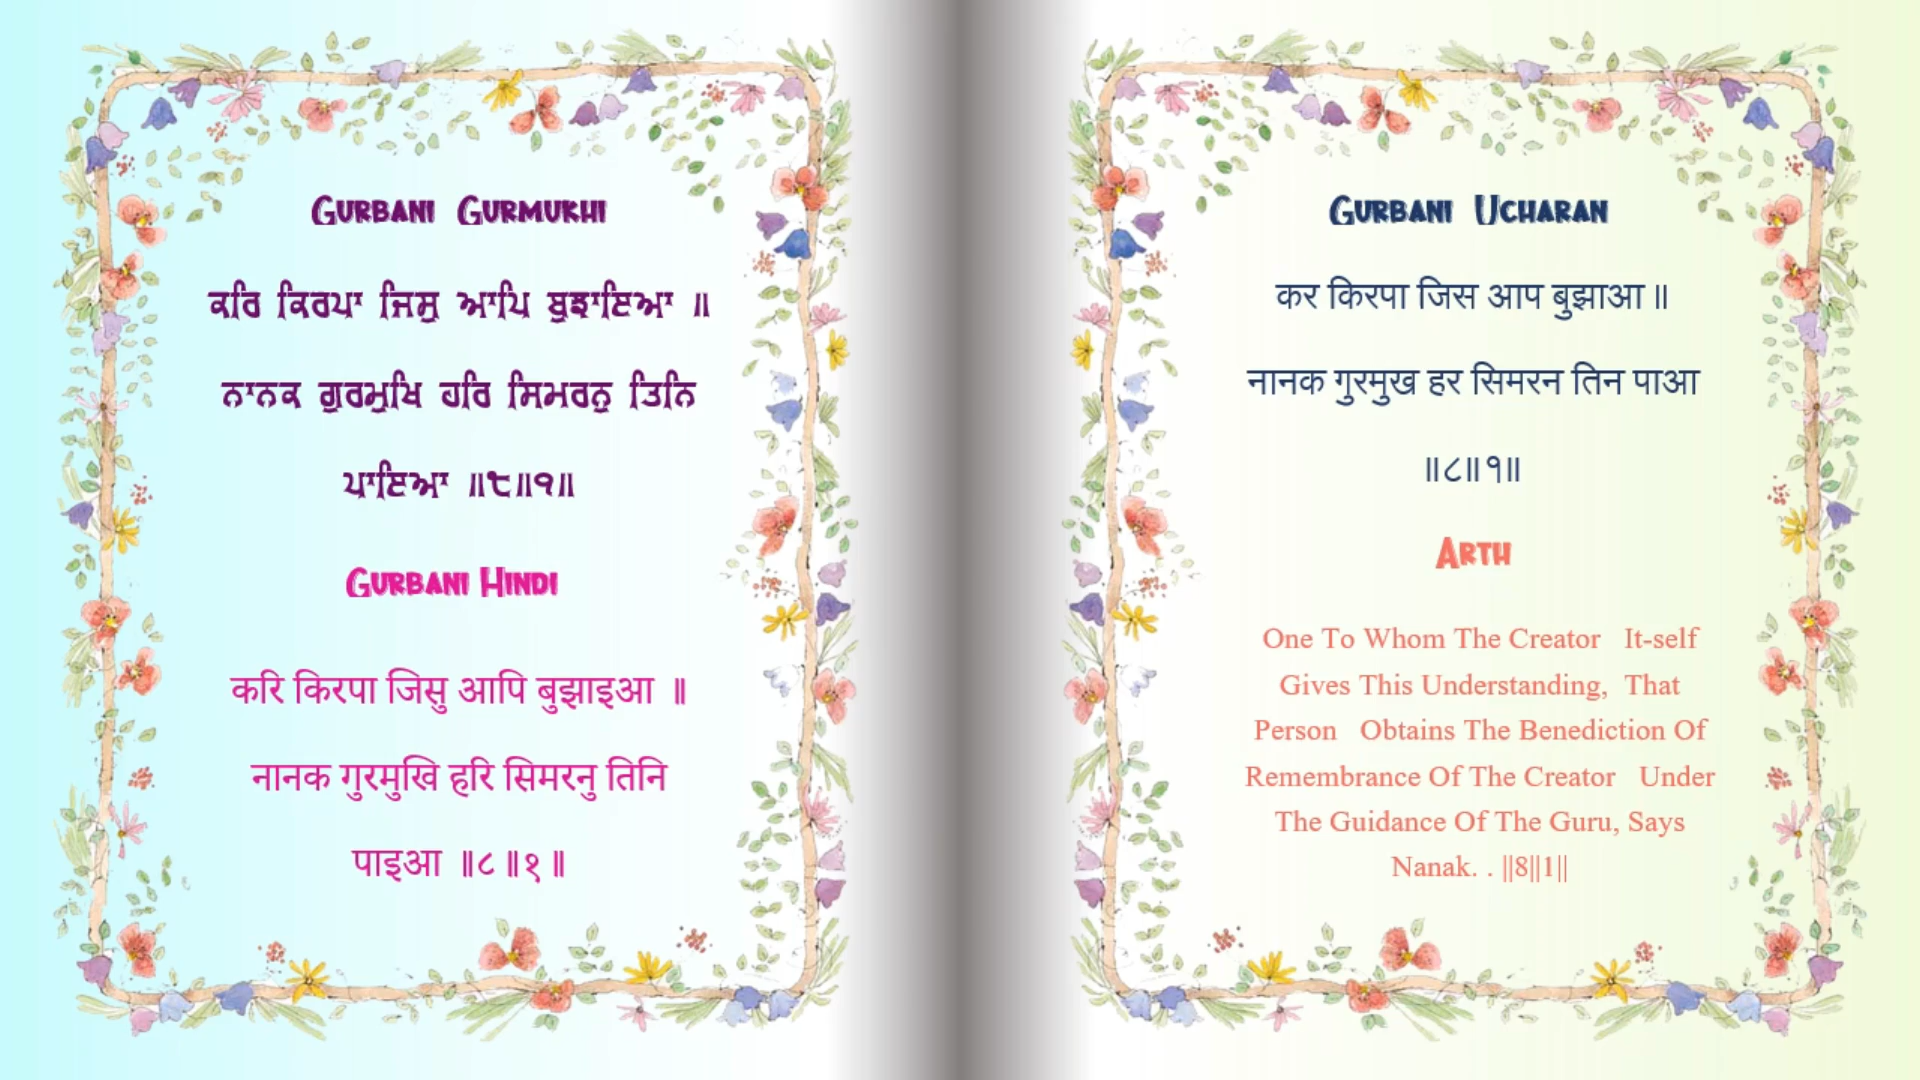 GURBANI GURMUKHI
ਕਰਿ ਕਿਰਪਾ ਜਿਸੁ ਆਪਿ ਬੁਝਾਇਆ ॥
ਨਾਨਕ ਗੁਰਮੁਖਿ ਹਰਿ ਸਿਮਰਨੁ ਤਿਨਿ
ਪਾਇਆ ॥੮॥੧॥
GURBANI HINDI
करि किरपा जिसु आपि बुझाइआ ॥
नानक गुरमुखि हरि सिमरनु तिनि
पाइआ ॥८॥१॥
GURBANI UCHARAN
कर किरपा जिस आप बुझाआ ॥
नानक गुरमुख हर सिमरन तिन पाआ
॥८॥१॥
ARTH
One To Whom The Creator It-self
Gives This Understanding, That
Person Obtains The Benediction Of
Remembrance Of The Creator Under
The Guidance Of The Guru, Says
Nanak. . ||8||1||